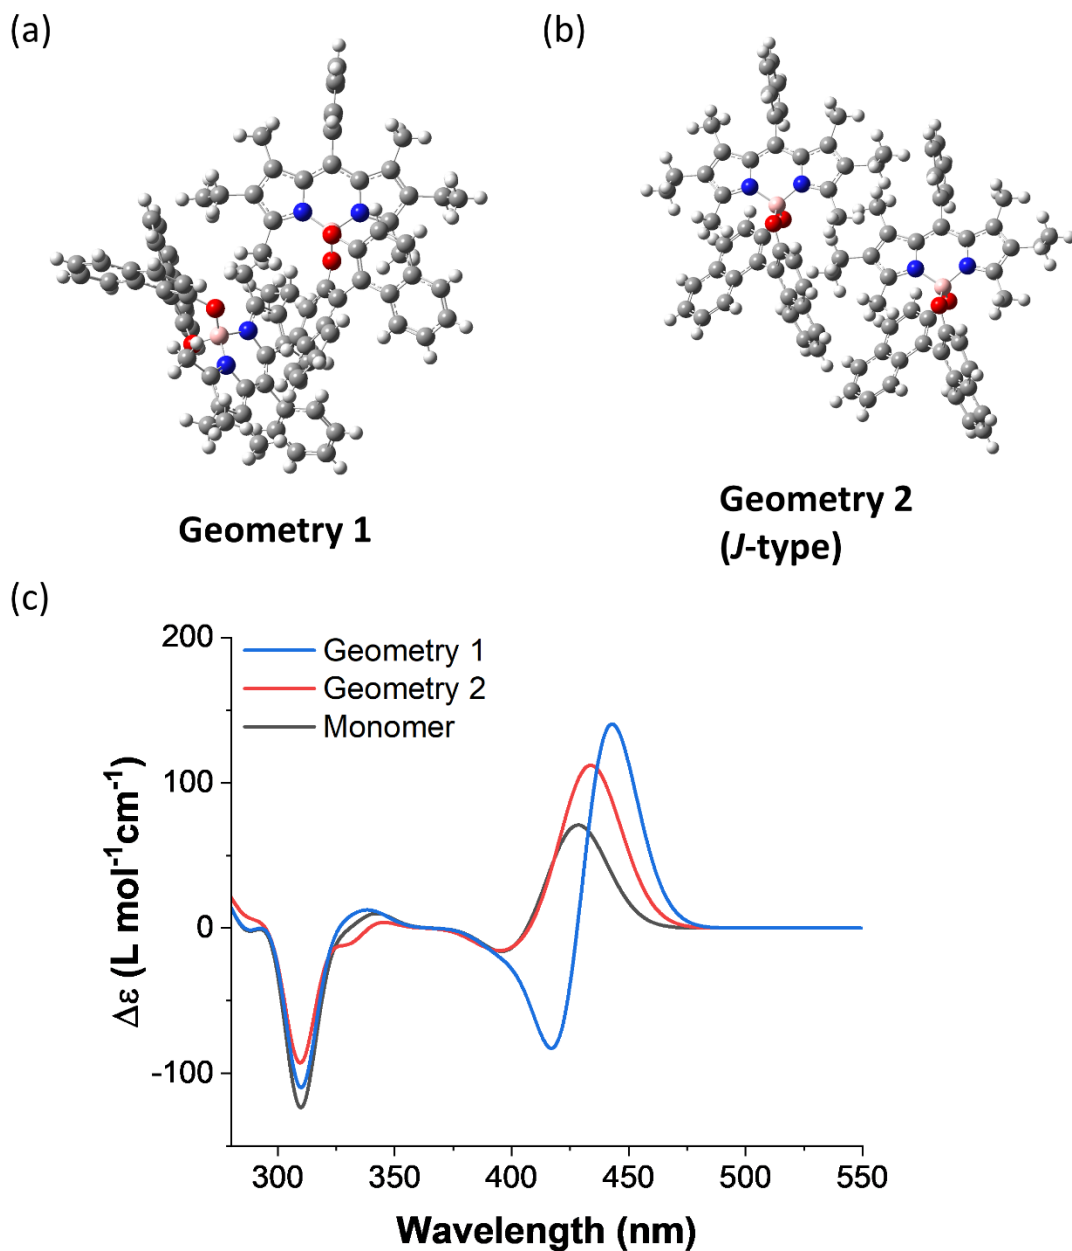 (a)
(b)
Geometry 1
Geometry 2
(J-type)
(c)
Geometry 1
Geometry 2
Monomer
200
100
0
-100
Δε (L mol⁻¹cm⁻¹)
300
350
400
450
500
550
Wavelength (nm)